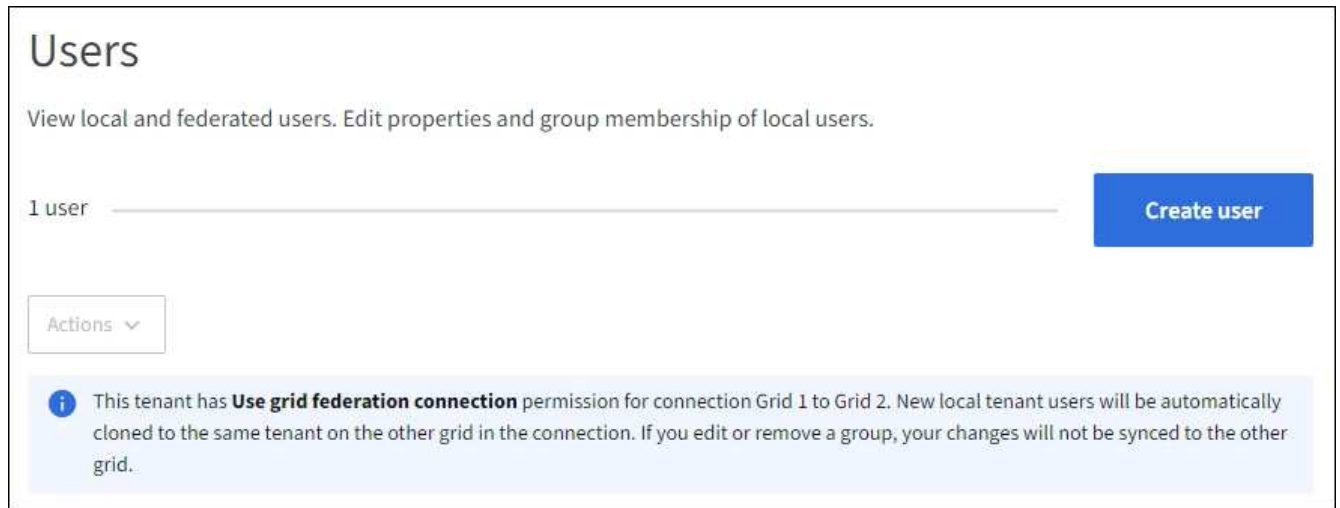 Users
View local and federated users. Edit properties and group membership of local users.
1 user
Create user
Actions
This tenant has Use grid federation connection permission for connection Grid 1 to Grid 2. New local tenant users will be automatically
cloned to the same tenant on the other grid in the connection. If you edit or remove a group, your changes will not be synced to the other
grid.